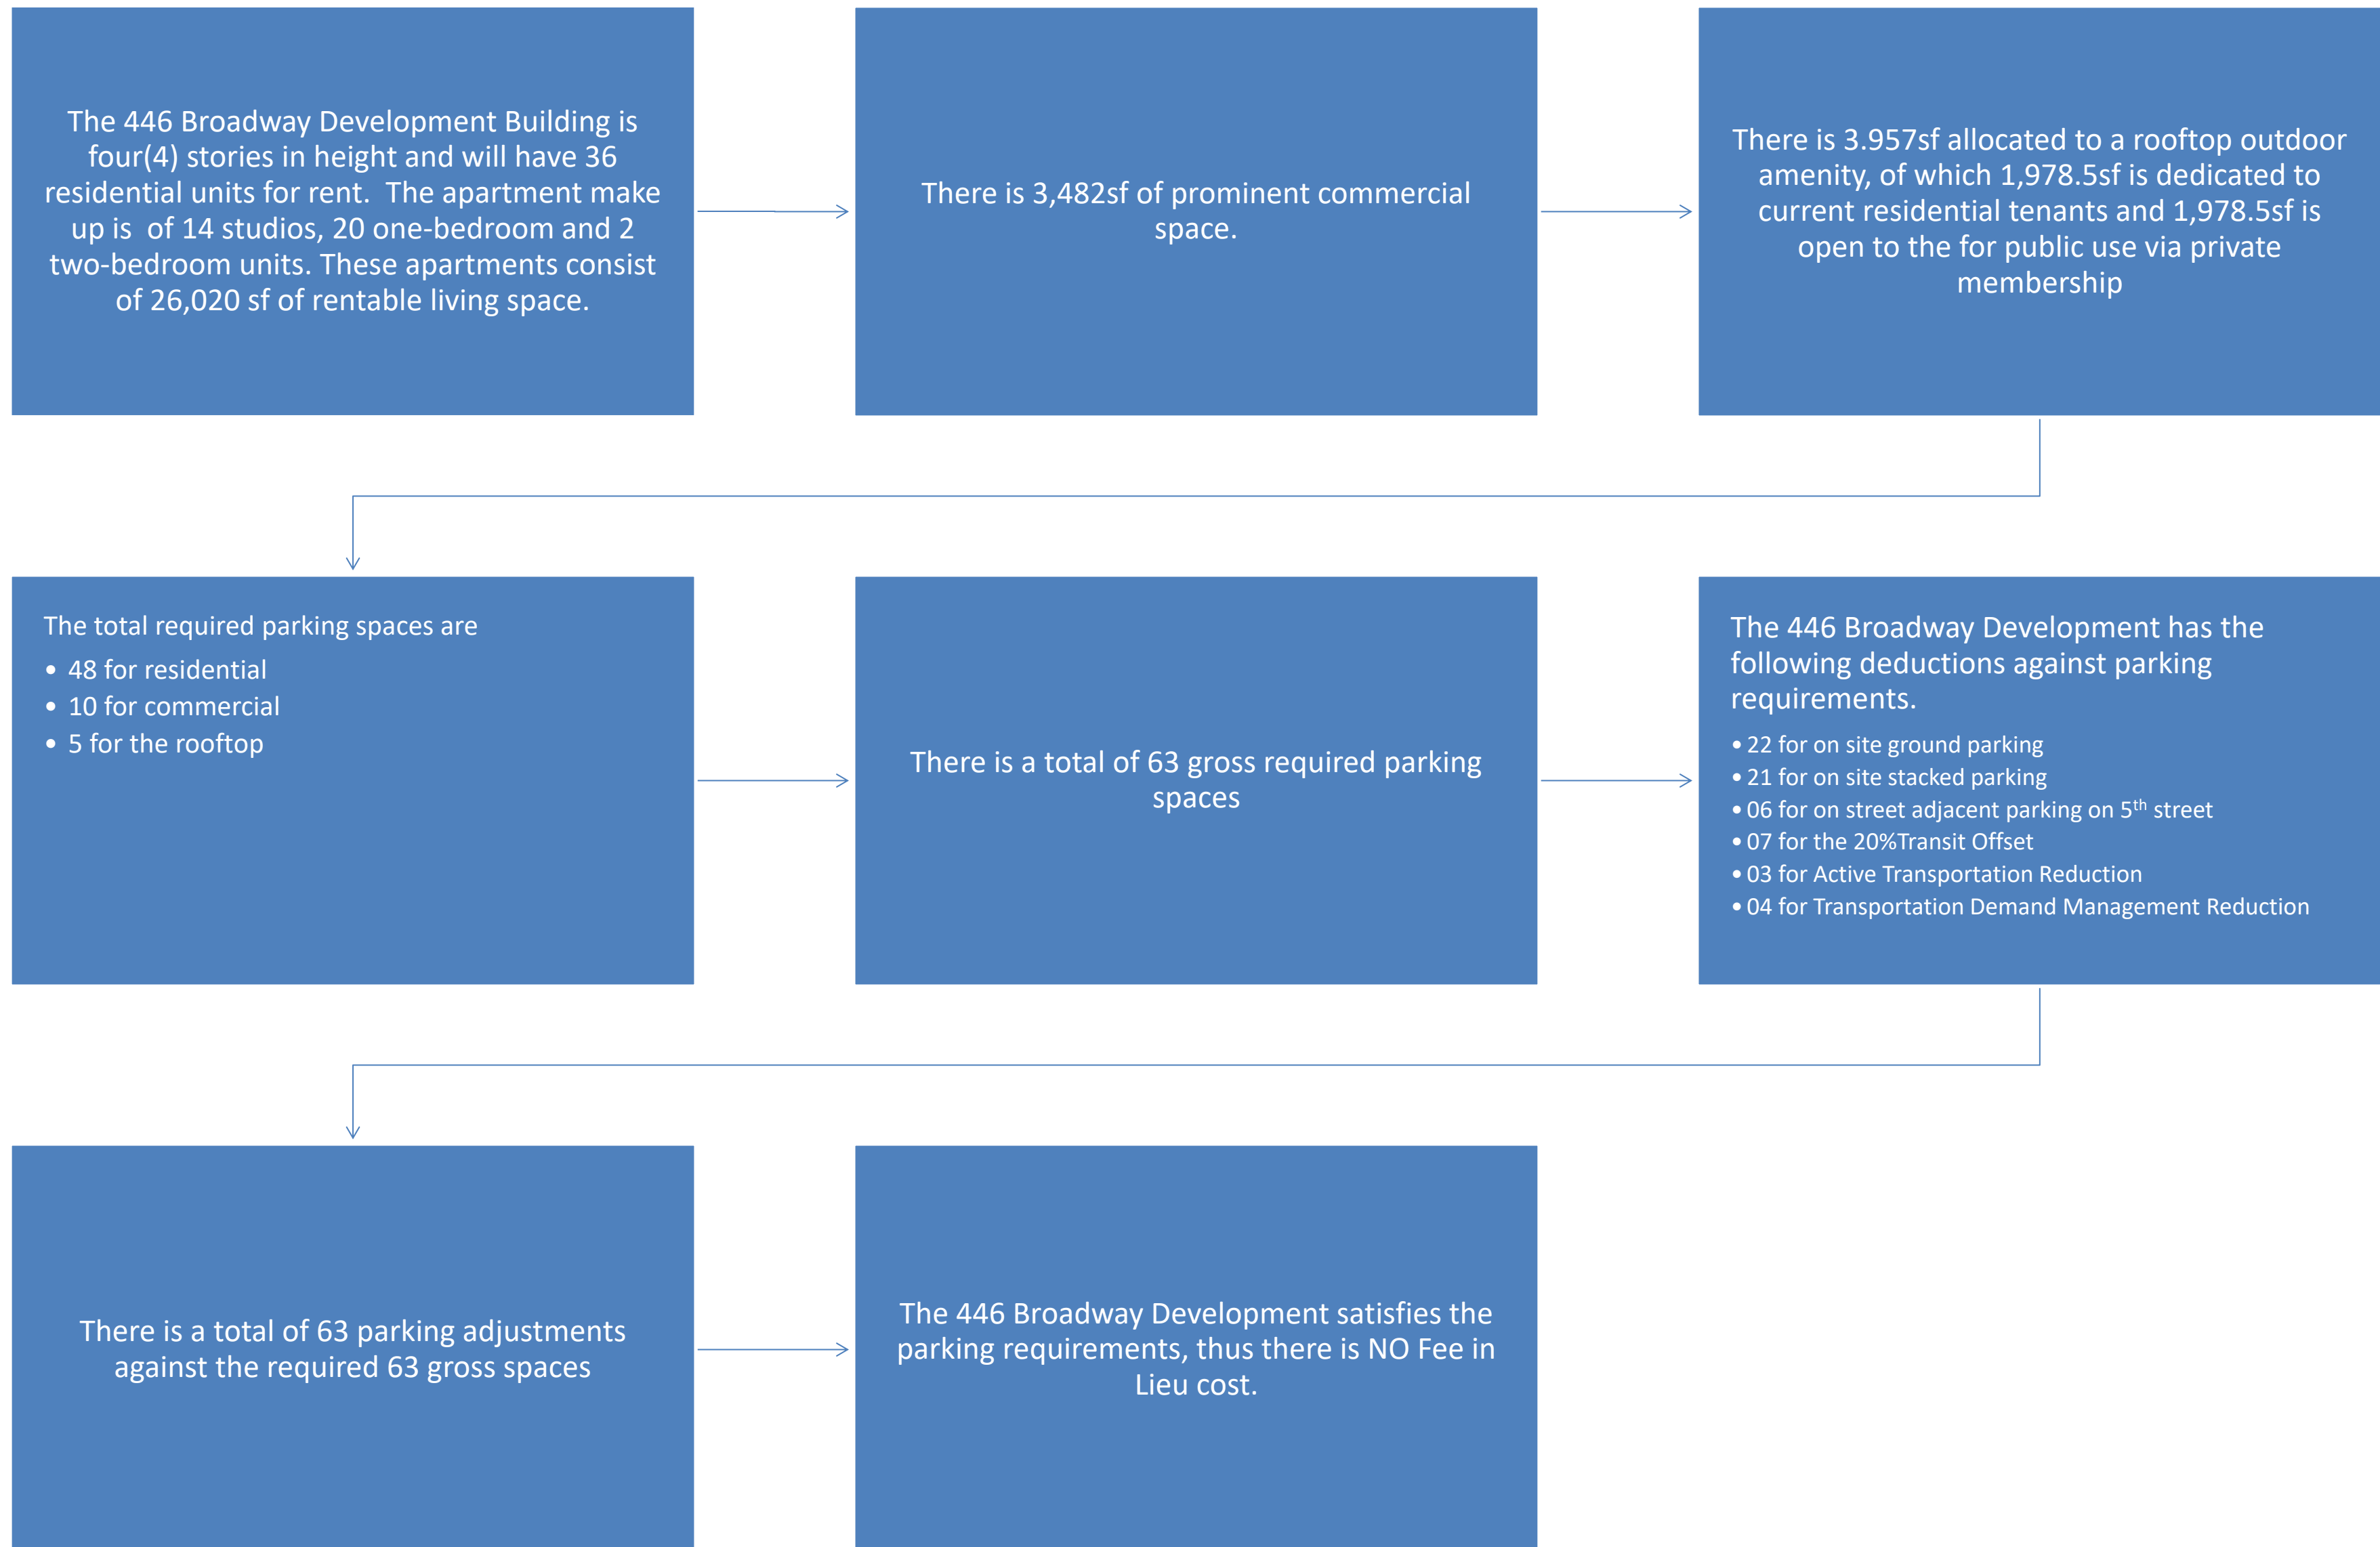 The 446 Broadway Development Building is
four(4) stories in height and will have 36
residential units for rent.  The apartment make
up is  of 14 studios, 20 one-bedroom and 2
two-bedroom units. These apartments consist
of 26,020 sf of rentable living space.
There is 3,482sf of prominent commercial
space.
There is 3.957sf allocated to a rooftop outdoor
amenity, of which 1,978.5sf is dedicated to
current residential tenants and 1,978.5sf is
open to the for public use via private
membership
The total required parking spaces are
• 48 for residential
• 10 for commercial
• 5 for the rooftop
There is a total of 63 gross required parking
spaces
The 446 Broadway Development has the
following deductions against parking
requirements.
• 22 for on site ground parking
• 21 for on site stacked parking
• 06 for on street adjacent parking on 5th street
• 07 for the 20%Transit Offset
• 03 for Active Transportation Reduction
• 04 for Transportation Demand Management Reduction
There is a total of 63 parking adjustments
against the required 63 gross spaces
The 446 Broadway Development satisfies the
parking requirements, thus there is NO Fee in
Lieu cost.